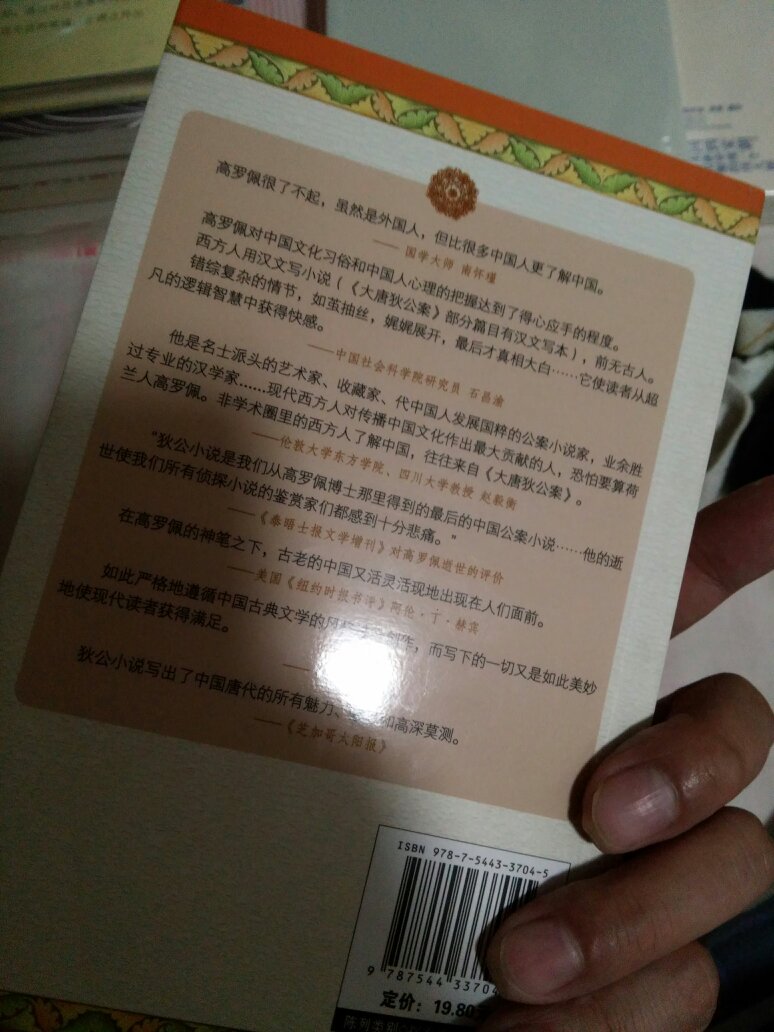 高罗佩很了不起，虽然是外国人，但比很多中国人更了解中国。
——国学大师 南怀瑾
高罗佩对中国文化习俗和中国人心理的把握达到了得心应手的程度。
西方人用汉文写小说（《大唐狄公案》部分篇目有汉文写本），前无古人。
错综复杂的情节，如茧抽丝，娓娓展开，最后才真相大白……它使读者从超
凡的逻辑智慧中获得快感。
——中国社会科学院研究员 石昌渝
他是名士派头的艺术家、收藏家、代中国人发展国粹的公案小说家，业余胜
过专业的汉学家……现代西方人对传播中国文化作出最大贡献的人，恐怕要算荷
兰人高罗佩。非学术圈里的西方人了解中国，往往来自《大唐狄公案》。
——伦敦大学东方学院、四川大学教授 赵毅衡
“狄公小说是我们从高罗佩博士那里得到的最后的中国公案小说……他的逝
世使我们所有侦探小说的鉴赏家们都感到十分悲痛。”
——《泰晤士报文学增刊》对高罗佩逝世的评价
在高罗佩的神笔之下，古老的中国又活灵活现地出现在人们面前。
——美国《纽约时报书评》阿伦·丁·赫宾
如此严格地遵循中国古典文学的风格 创作，而写下的一切又是如此美妙
地使现代读者获得满足。
狄公小说写出了中国唐代的所有魅力、 和高深莫测。
——《芝加哥太阳报》
ISBN 978-7-5443-3704-5
9 787544 33704
定价：19.80
陈列类别